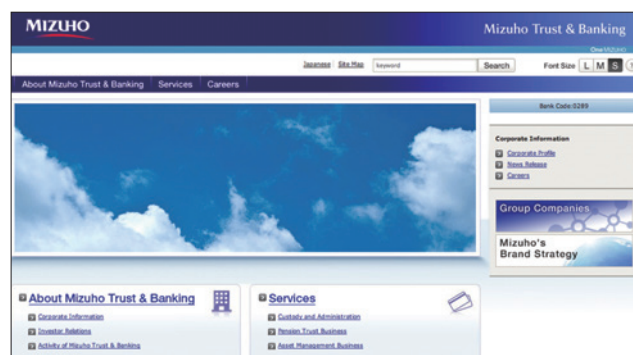 MIZUHO
Mizuho Trust & Banking
One MIZUHO
Japanese Site Map keyword Search Font Size L M S
About Mizuho Trust & Banking Services Careers
Bank Code:0289
Corporate Information
Corporate Profile
News Release
Careers
Group Companies
Mizuho's
Brand Strategy
About Mizuho Trust & Banking
Corporate Information
Investor Relations
Activity of Mizuho Trust & Banking
Services
Custody and Administration
Pension Trust Business
Asset Management Business